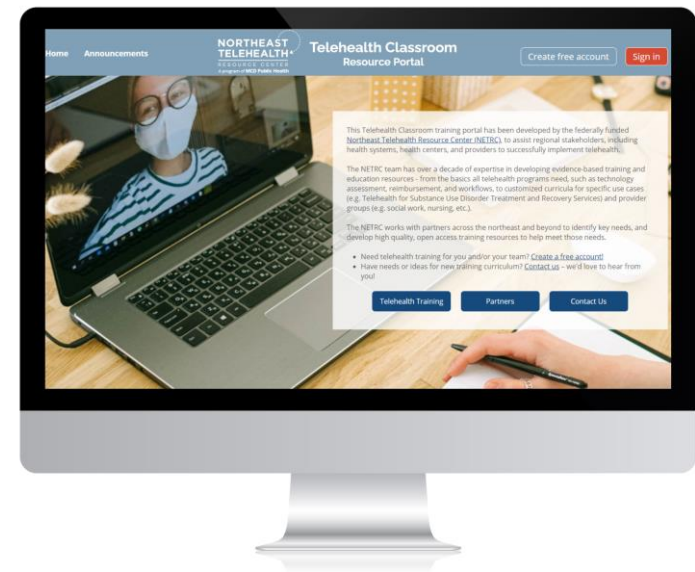 Home Announcements
NORTHEAST
TELEHEALTH
RESOURCE CENTER
A program of MCD Public Health
Telehealth Classroom
Resource Portal
Create free account
Sign in
This Telehealth Classroom training portal has been developed by the federally funded
Northeast Telehealth Resource Center (NETRC), to assist regional stakeholders, including
health systems, health centers, and providers to successfully implement telehealth.
The NETRC team has over a decade of expertise in developing evidence-based training and
education resources - from the basics all telehealth programs need, such as technology
assessment, reimbursement, and workflows, to customized curricula for specific use cases
(e.g. Telehealth for Substance Use Disorder Treatment and Recovery Services) and provider
groups (e.g. social work, nursing, etc.).
The NETRC works with partners across the northeast and beyond to identify key needs, and
develop high quality, open access training resources to help meet those needs.
• Need telehealth training for you and/or your team? Create a free account!
• Have needs or ideas for new training curriculum? Contact us – we'd love to hear from
you!
Telehealth Training Partners Contact Us